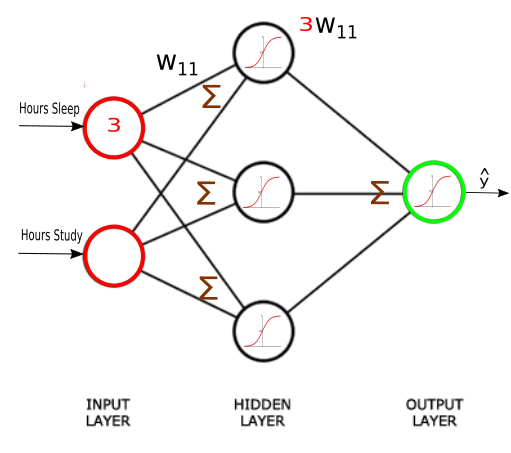 3W11
W11
Σ
Hours Sleep
3
Σ
Σ
ŷ
Hours Study
Σ
INPUT
LAYER
HIDDEN
LAYER
OUTPUT
LAYER